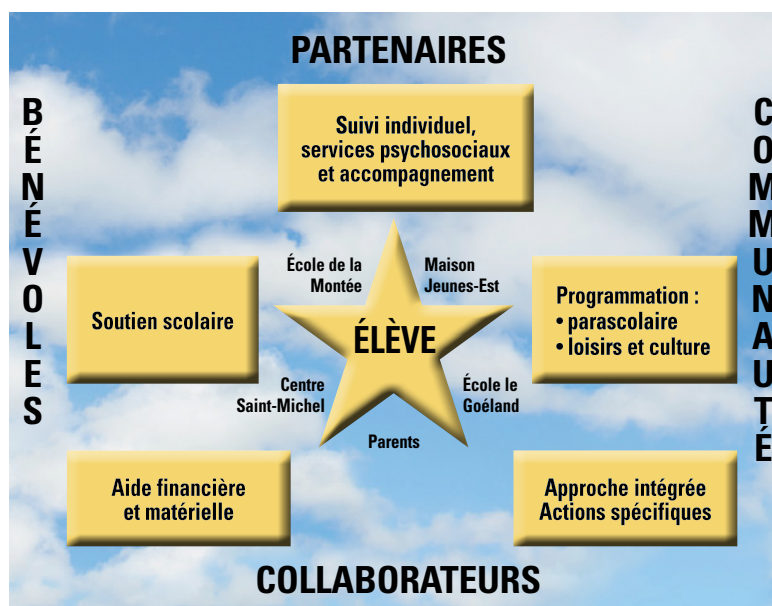 PARTENAIRES
BÉNÉVOLES
COMMUNAUTÉ
Suivi individuel,
services psychosociaux
et accompagnement
École de la
Montée
Maison
Jeunes-Est
Soutien scolaire
ÉLÈVE
Programmation :
• parascolaire
• loisirs et culture
Centre
Saint-Michel
École le
Goéland
Parents
Aide financière
et matérielle
Approche intégrée
Actions spécifiques
COLLABORATEURS